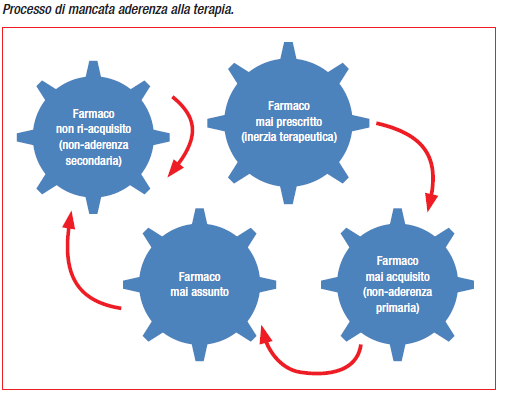 Processo di mancata aderenza alla terapia.
Farmaco
non ri-acquisito
(non-aderenza
secondaria)
Farmaco
mai prescritto
(inerzia terapeutica)
Farmaco
mai assunto
Farmaco
mai acquisito
(non-aderenza
primaria)